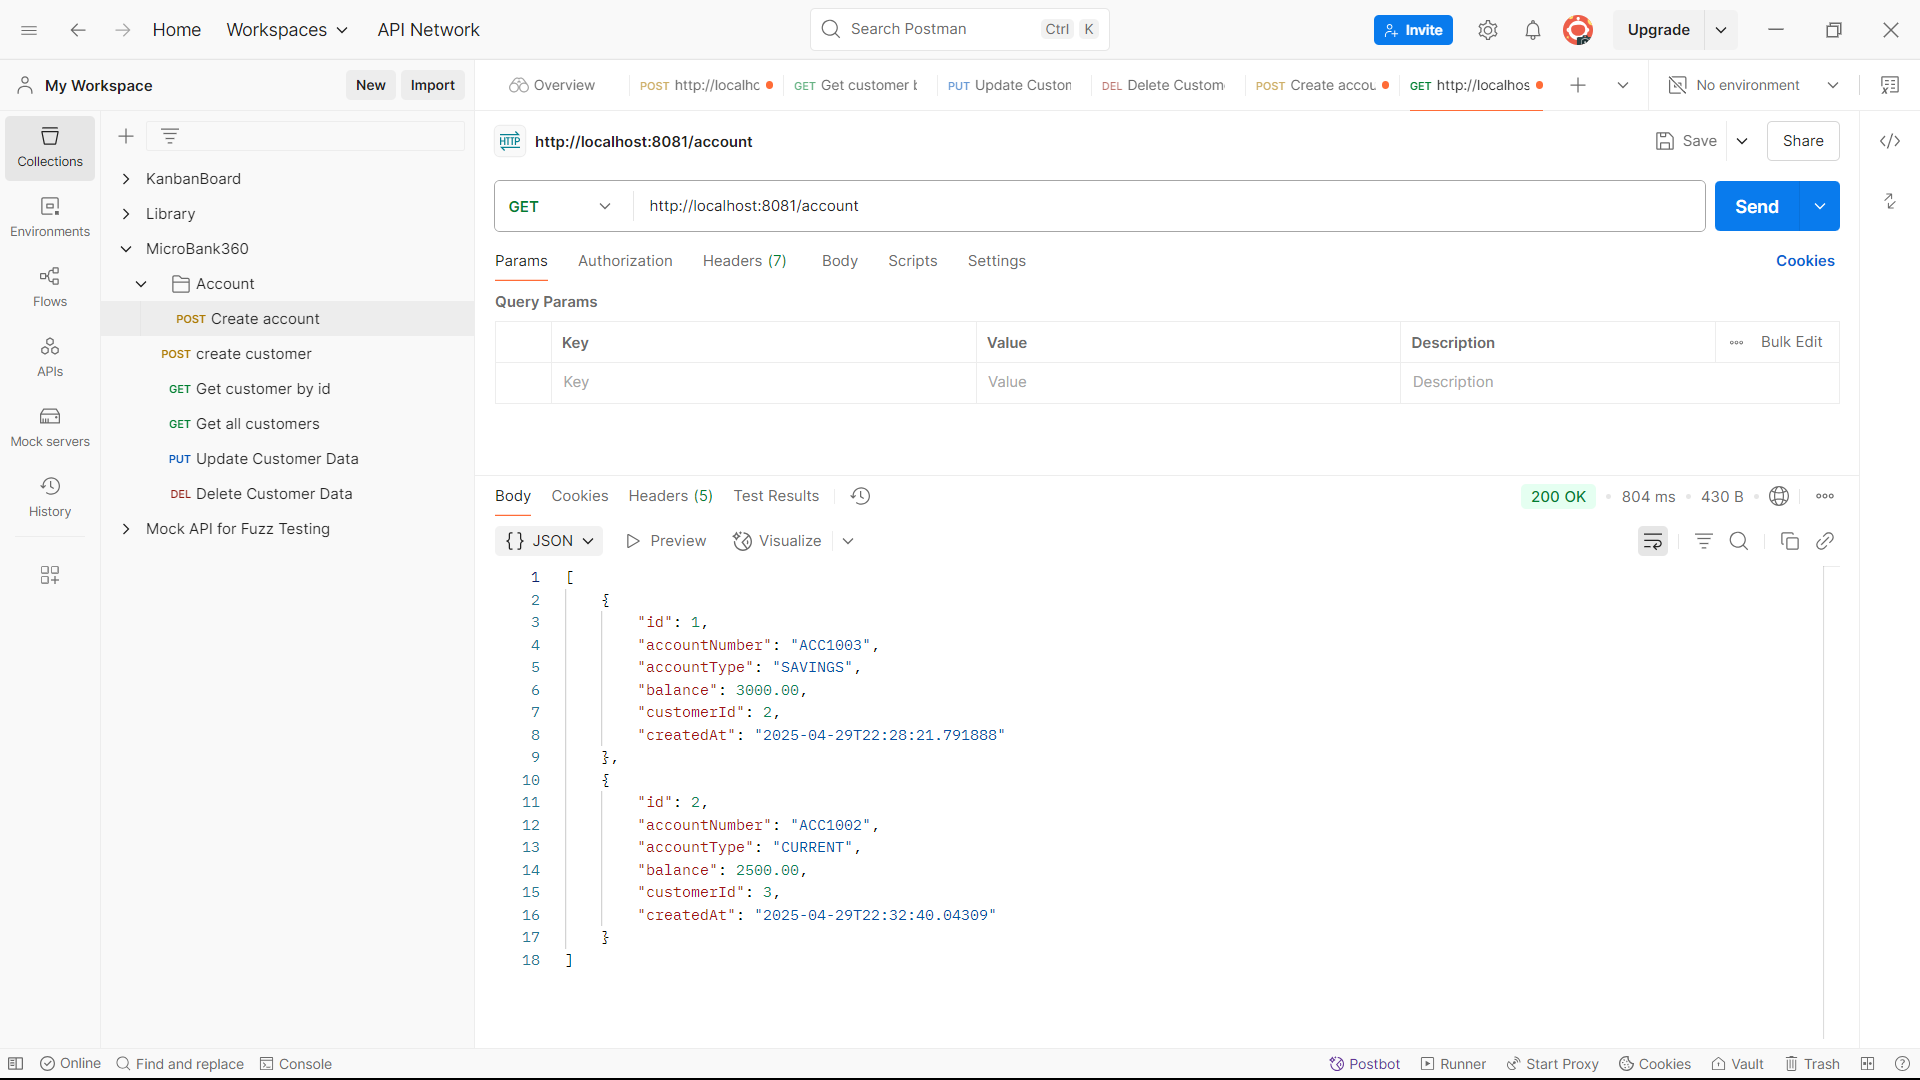 Home Workspaces API Network Search Postman Ctrl K Invite Upgrade
My Workspace New Import
Overview POST http://localhc GET Get customer b PUT Update Custon DEL Delete Custom POST Create accou GET http://localhos No environment
Collections
Environments
Flows
APIs
Mock servers
History
KanbanBoard
Library
MicroBank360
Account
POST Create account
POST create customer
GET Get customer by id
GET Get all customers
PUT Update Customer Data
DEL Delete Customer Data
Mock API for Fuzz Testing
HTTP http://localhost:8081/account Save Share
GET http://localhost:8081/account Send
Params Authorization Headers (7) Body Scripts Settings Cookies
Query Params
Key Value Description Bulk Edit
Key Value Description
Body Cookies Headers (5) Test Results 200 OK 804 ms 430 B
{} JSON Preview Visualize
1 [
2 {
3 "id": 1,
4 "accountNumber": "ACC1003",
5 "accountType": "SAVINGS",
6 "balance": 3000.00,
7 "customerId": 2,
8 "createdAt": "2025-04-29T22:28:21.791888"
9 },
10 {
11 "id": 2,
12 "accountNumber": "ACC1002",
13 "accountType": "CURRENT",
14 "balance": 2500.00,
15 "customerId": 3,
16 "createdAt": "2025-04-29T22:32:40.04309"
17 }
18 ]
Online Find and replace Console Postbot Runner Start Proxy Cookies Vault Trash